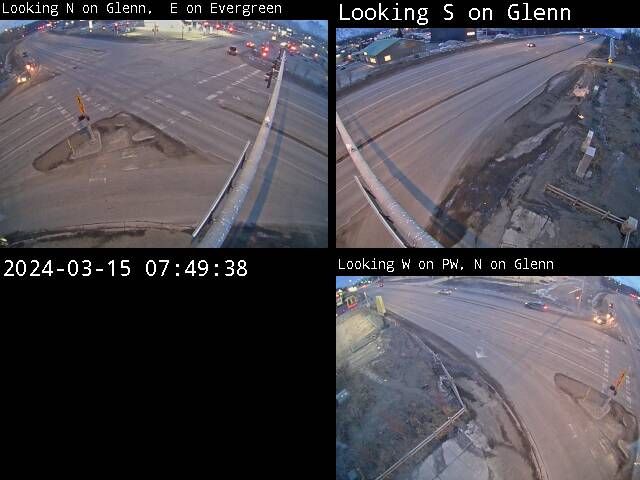 Looking N on Glenn,  E on Evergreen
Looking S on Glenn
2024-03-15 07:49:38
Looking W on PW, N on Glenn